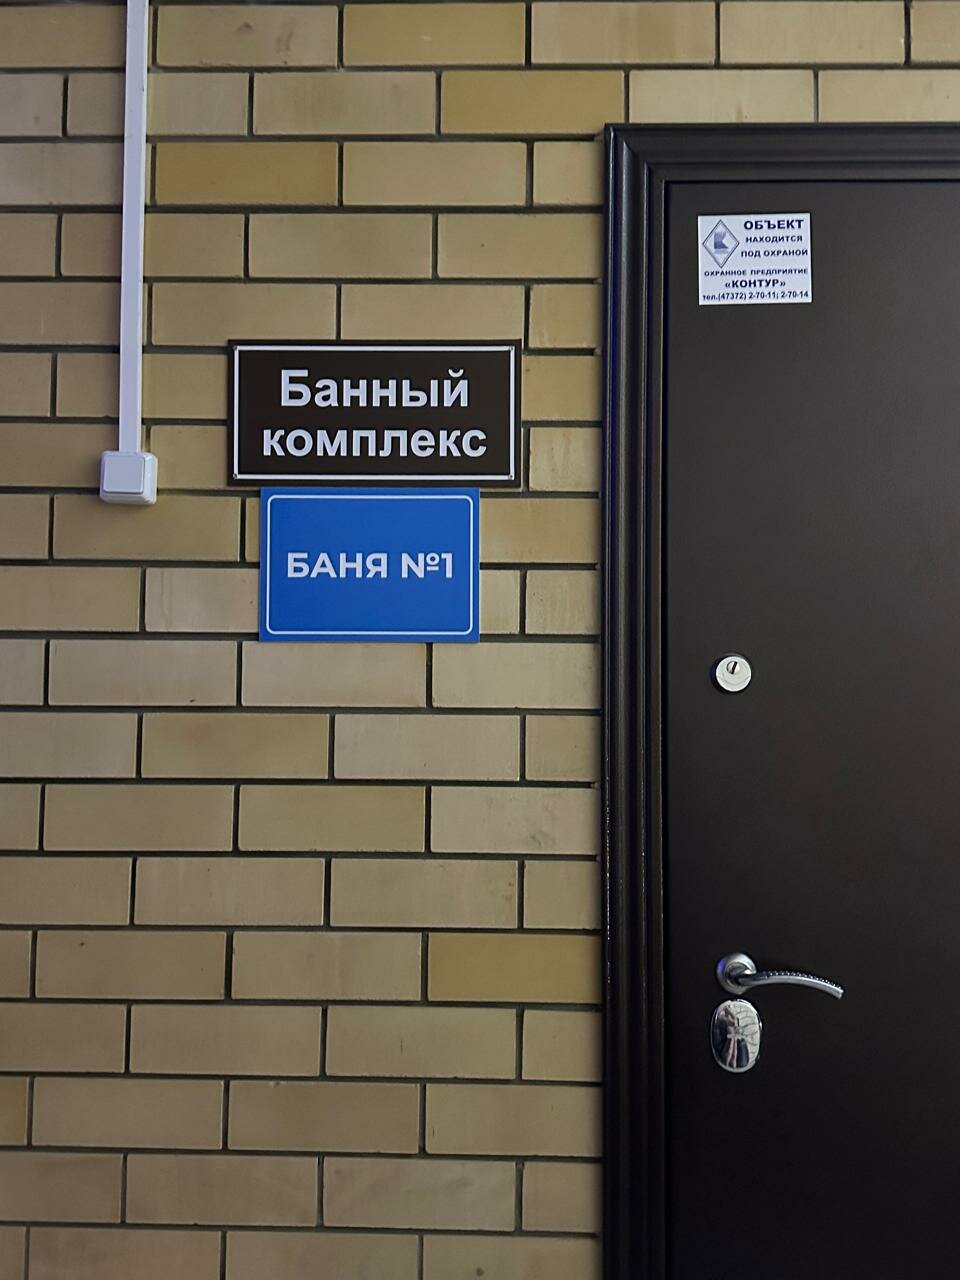 Банный
комплекс
БАНЯ №1
ОБЪЕКТ
НАХОДИТСЯ
ПОД ОХРАНОЙ
ОХРАННОЕ ПРЕДПРИЯТИЕ
«КОНТУР»
тел.(47372) 2-70-11; 2-70-14